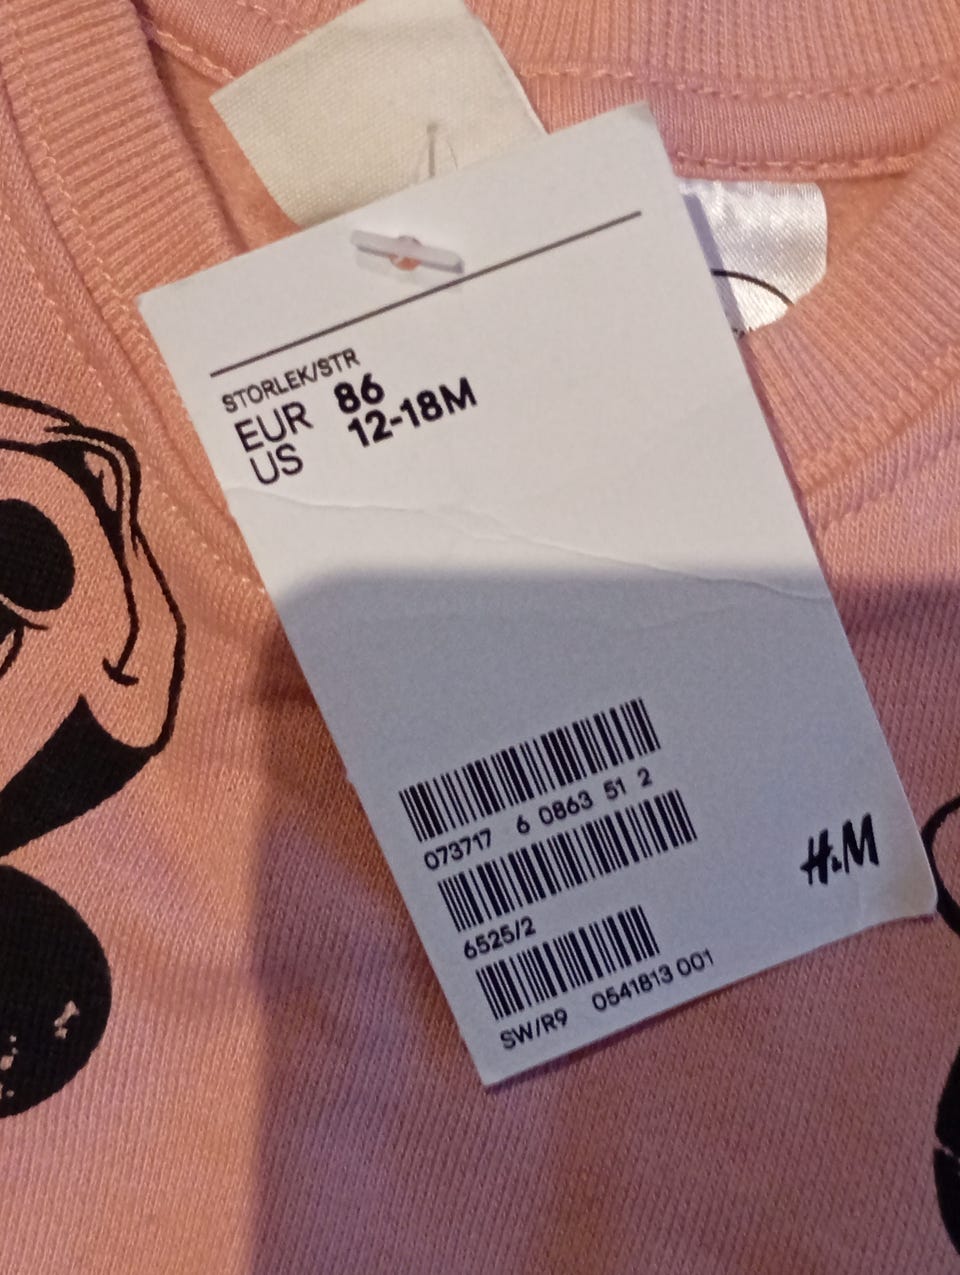 STORLEK/STR
EUR 86
US 12-18M
073717 6 0863 51 2
6525/2
H&M
SW/R9 0541813 001